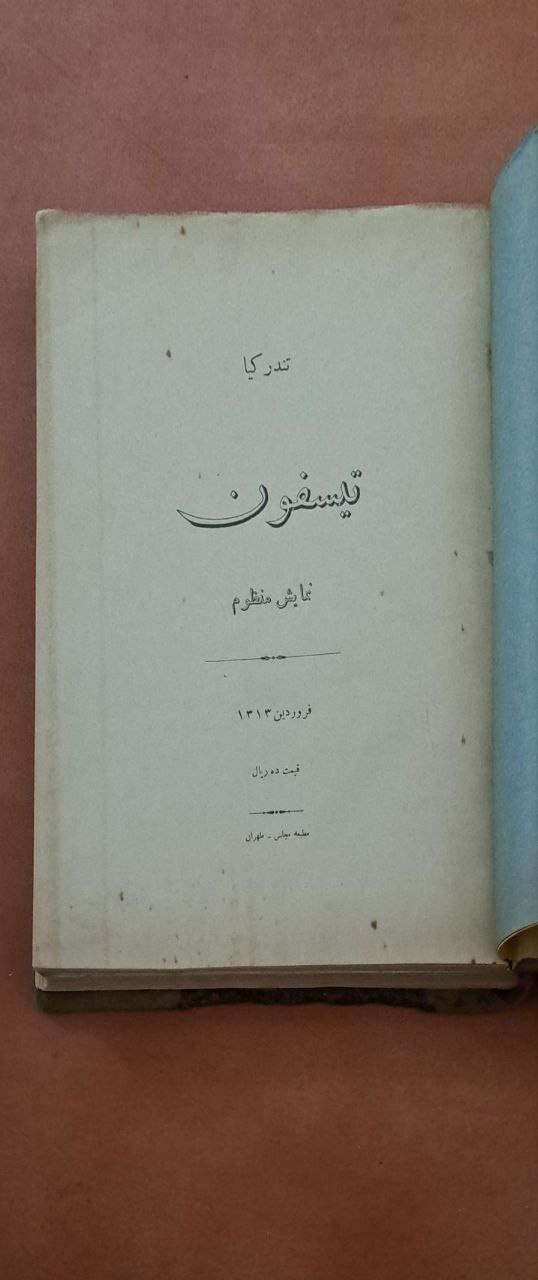 تندر کیا
تیسفون
نمایش منظوم
فروردین ۱۳۱۳
قیمت ده ریال
مطبعه مجلس - طهران